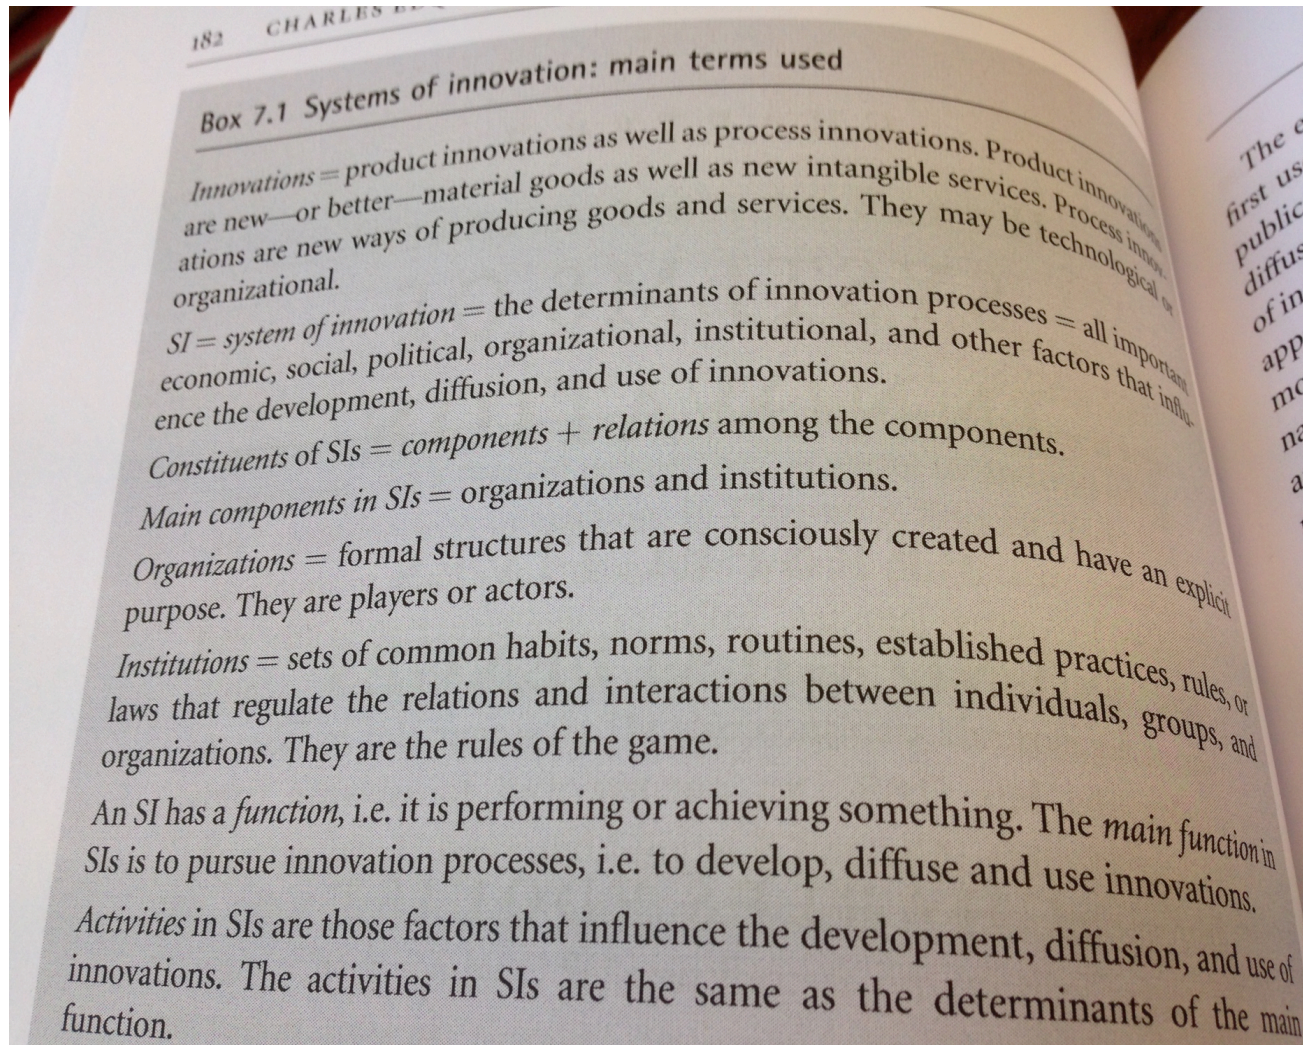 182 CHARLES
Box 7.1 Systems of innovation: main terms used
Innovations = product innovations as well as process innovations. Product innovations
are new—or better—material goods as well as new intangible services. Process innov-
ations are new ways of producing goods and services. They may be technological or
organizational.
SI = system of innovation = the determinants of innovation processes = all important
economic, social, political, organizational, institutional, and other factors that influ-
ence the development, diffusion, and use of innovations.
Constituents of SIs = components + relations among the components.
Main components in SIs = organizations and institutions.
Organizations = formal structures that are consciously created and have an explicit
purpose. They are players or actors.
Institutions = sets of common habits, norms, routines, established practices, rules, or
laws that regulate the relations and interactions between individuals, groups, and
organizations. They are the rules of the game.
An SI has a function, i.e. it is performing or achieving something. The main function in
SIs is to pursue innovation processes, i.e. to develop, diffuse and use innovations.
Activities in SIs are those factors that influence the development, diffusion, and use of
innovations. The activities in SIs are the same as the determinants of the main
function.
The
first us
public
diffus
of in
app
mo
na
a